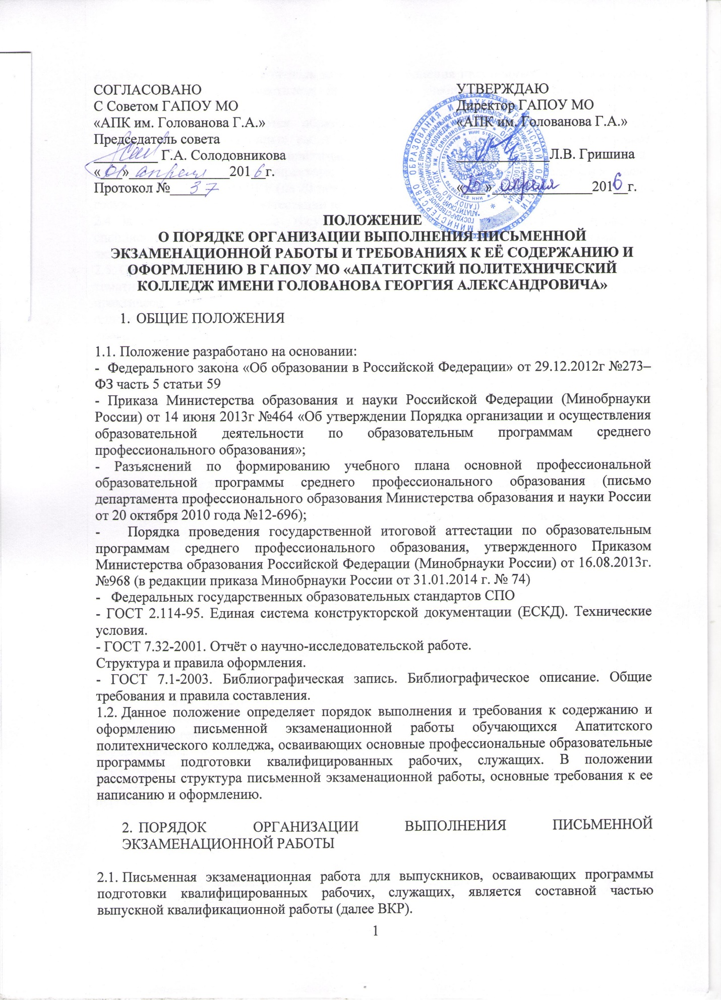 СОГЛАСОВАНО
С Советом ГАПОУ МО
«АПК им. Голованова Г.А.»
Председатель совета
_________ Г.А. Солодовникова
«01» апреля 2016 г.
Протокол № 37
УТВЕРЖДАЮ
Директор ГАПОУ МО
«АПК им. Голованова Г.А.»
_____________Л.В. Гришина
«__» апреля 2016 г.
ПОЛОЖЕНИЕ
О ПОРЯДКЕ ОРГАНИЗАЦИИ ВЫПОЛНЕНИЯ ПИСЬМЕННОЙ
ЭКЗАМЕНАЦИОННОЙ РАБОТЫ И ТРЕБОВАНИЯХ К ЕЁ СОДЕРЖАНИЮ И
ОФОРМЛЕНИЮ В ГАПОУ МО «АПАТИТСКИЙ ПОЛИТЕХНИЧЕСКИЙ
КОЛЛЕДЖ ИМЕНИ ГОЛОВАНОВА ГЕОРГИЯ АЛЕКСАНДРОВИЧА»
1. ОБЩИЕ ПОЛОЖЕНИЯ
1.1. Положение разработано на основании:
- Федерального закона «Об образовании в Российской Федерации» от 29.12.2012г №273–
ФЗ часть 5 статьи 59
- Приказа Министерства образования и науки Российской Федерации (Минобрнауки
России) от 14 июня 2013г №464 «Об утверждении Порядка организации и осуществления
образовательной деятельности по образовательным программам среднего
профессионального образования»;
- Разъяснений по формированию учебного плана основной профессиональной
образовательной программы среднего профессионального образования (письмо
департамента профессионального образования Министерства образования и науки России
от 20 октября 2010 года №12-696);
- Порядка проведения государственной итоговой аттестации по образовательным
программам среднего профессионального образования, утвержденного Приказом
Министерства образования Российской Федерации (Минобрнауки России) от 16.08.2013г.
№968 (в редакции приказа Минобрнауки России от 31.01.2014 г. № 74)
- Федеральных государственных образовательных стандартов СПО
- ГОСТ 2.114-95. Единая система конструкторской документации (ЕСКД). Технические
условия.
- ГОСТ 7.32-2001. Отчёт о научно-исследовательской работе.
Структура и правила оформления.
- ГОСТ 7.1-2003. Библиографическая запись. Библиографическое описание. Общие
требования и правила составления.
1.2. Данное положение определяет порядок выполнения и требования к содержанию и
оформлению письменной экзаменационной работы обучающихся Апатитского
политехнического колледжа, осваивающих основные профессиональные образовательные
программы подготовки квалифицированных рабочих, служащих. В положении
рассмотрены структура письменной экзаменационной работы, основные требования к ее
написанию и оформлению.
2. ПОРЯДОК ОРГАНИЗАЦИИ ВЫПОЛНЕНИЯ ПИСЬМЕННОЙ
ЭКЗАМЕНАЦИОННОЙ РАБОТЫ
2.1. Письменная экзаменационная работа для выпускников, осваивающих программы
подготовки квалифицированных рабочих, служащих, является составной частью
выпускной квалификационной работы (далее ВКР).
1